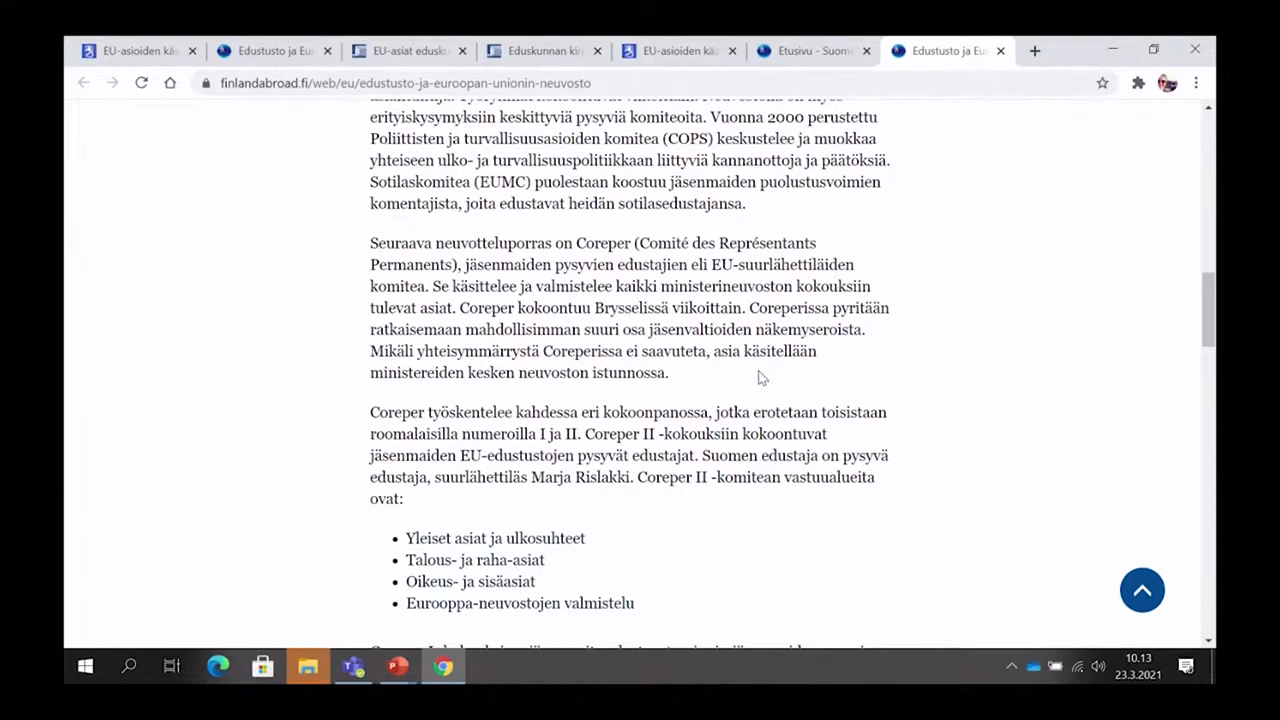 EU-asioiden käs
Edustusto ja Eur
EU-asiat edusku
Eduskunnan kirj
EU-asioiden käs
Etusivu - Suome
Edustusto ja Eur
finlandabroad.fi/web/eu/edustusto-ja-euroopan-unionin-neuvosto
erityiskysymyksiin keskittyviä pysyviä komiteoita. Vuonna 2000 perustettu
Poliittisten ja turvallisuusasioiden komitea (COPS) keskustelee ja muokkaa
yhteiseen ulko- ja turvallisuuspolitiikkaan liittyviä kannanottoja ja päätöksiä.
Sotilaskomitea (EUMC) puolestaan koostuu jäsenmaiden puolustusvoimien
komentajista, joita edustavat heidän sotilasedustajansa.
Seuraava neuvotteluporras on Coreper (Comité des Représentants
Permanents), jäsenmaiden pysyvien edustajien eli EU-suurlähettiläiden
komitea. Se käsittelee ja valmistelee kaikki ministerineuvoston kokouksiin
tulevat asiat. Coreper kokoontuu Brysselissä viikoittain. Coreperissa pyritään
ratkaisemaan mahdollisimman suuri osa jäsenvaltioiden näkemyseroista.
Mikäli yhteisymmärrystä Coreperissa ei saavuteta, asia käsitellään
ministereiden kesken neuvoston istunnossa.
Coreper työskentelee kahdessa eri kokoonpanossa, jotka erotetaan toisistaan
roomalaisilla numeroilla I ja II. Coreper II -kokouksiin kokoontuvat
jäsenmaiden EU-edustustojen pysyvät edustajat. Suomen edustaja on pysyvä
edustaja, suurlähettiläs Marja Rislakki. Coreper II -komitean vastuualueita
ovat:
• Yleiset asiat ja ulkosuhteet
• Talous- ja raha-asiat
• Oikeus- ja sisäasiat
• Eurooppa-neuvostojen valmistelu
10.13
23.3.2021